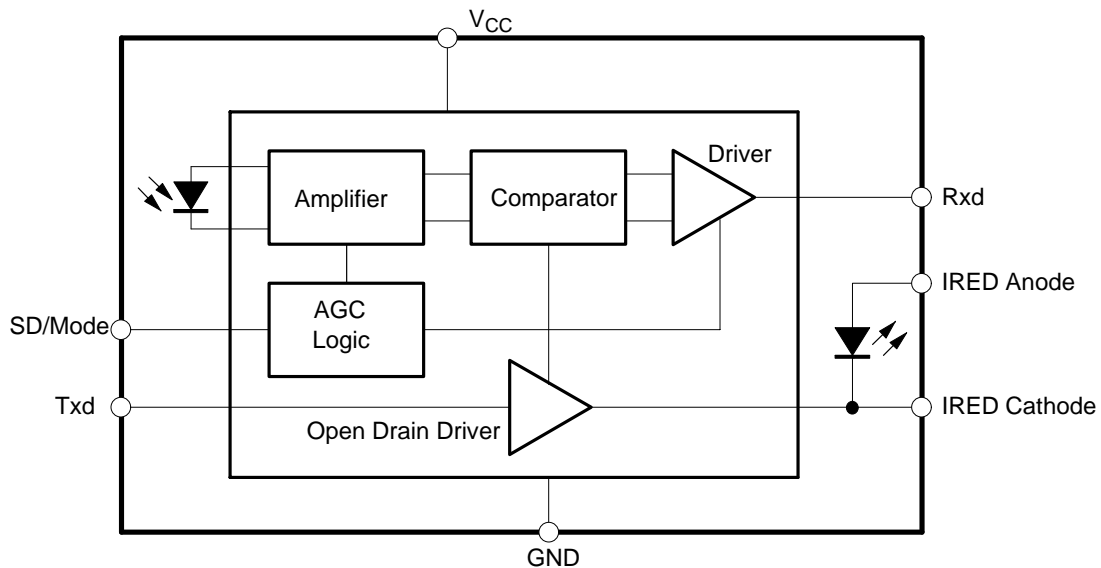 VCC
Driver
Amplifier
Comparator
Rxd
IRED Anode
AGC
Logic
SD/Mode
Txd
Open Drain Driver
IRED Cathode
GND